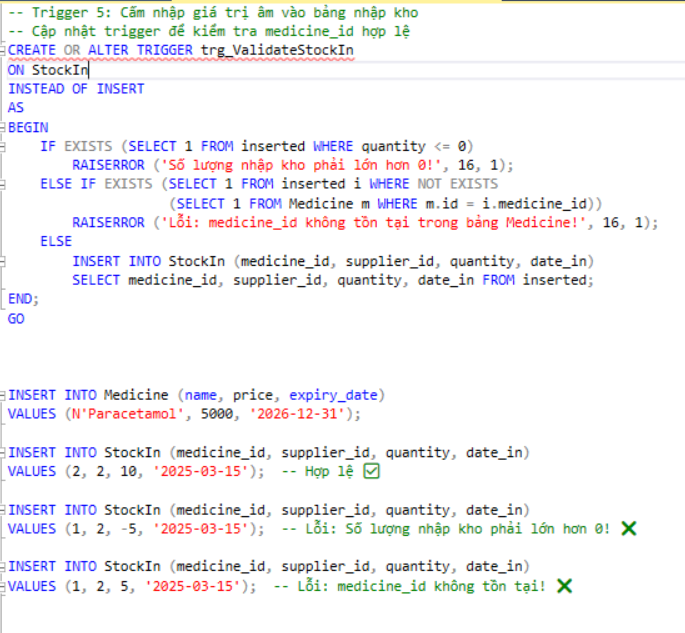 -- Trigger 5: Cấm nhập giá trị âm vào bảng nhập kho
-- Cập nhật trigger để kiểm tra medicine_id hợp lệ
CREATE OR ALTER TRIGGER trg_ValidateStockIn
ON StockIn
INSTEAD OF INSERT
AS
BEGIN
    IF EXISTS (SELECT 1 FROM inserted WHERE quantity <= 0)
        RAISERROR ('Số lượng nhập kho phải lớn hơn 0!', 16, 1);
    ELSE IF EXISTS (SELECT 1 FROM inserted i WHERE NOT EXISTS
                    (SELECT 1 FROM Medicine m WHERE m.id = i.medicine_id))
        RAISERROR ('Lỗi: medicine_id không tồn tại trong bảng Medicine!', 16, 1);
    ELSE
        INSERT INTO StockIn (medicine_id, supplier_id, quantity, date_in)
        SELECT medicine_id, supplier_id, quantity, date_in FROM inserted;
END;
GO
INSERT INTO Medicine (name, price, expiry_date)
VALUES (N'Paracetamol', 5000, '2026-12-31');
INSERT INTO StockIn (medicine_id, supplier_id, quantity, date_in)
VALUES (2, 2, 10, '2025-03-15');  -- Hợp lệ ✅
INSERT INTO StockIn (medicine_id, supplier_id, quantity, date_in)
VALUES (1, 2, -5, '2025-03-15');  -- Lỗi: Số lượng nhập kho phải lớn hơn 0! ❌
INSERT INTO StockIn (medicine_id, supplier_id, quantity, date_in)
VALUES (1, 2, 5, '2025-03-15');  -- Lỗi: medicine_id không tồn tại! ❌